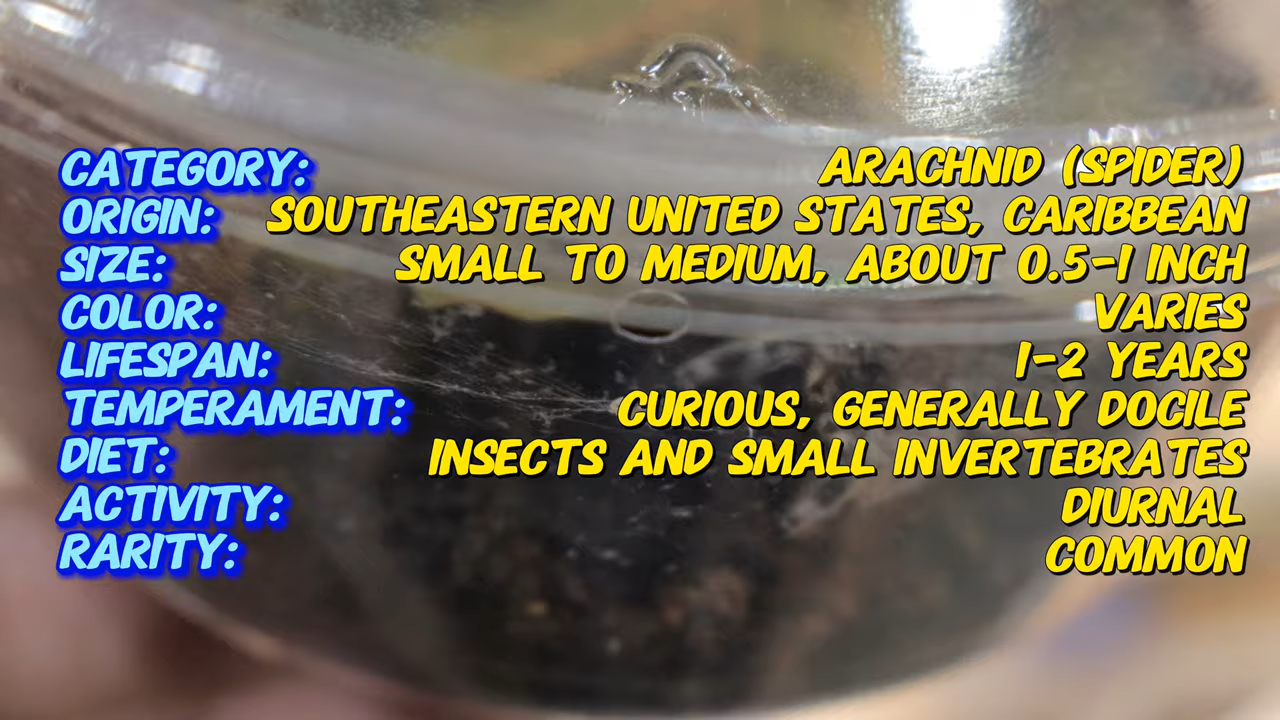 CATEGORY: ARACHNID (SPIDER)
ORIGIN: SOUTHEASTERN UNITED STATES, CARIBBEAN
SIZE: SMALL TO MEDIUM, ABOUT 0.5-1 INCH
COLOR: VARIES
LIFESPAN: 1-2 YEARS
TEMPERAMENT: CURIOUS, GENERALLY DOCILE
DIET: INSECTS AND SMALL INVERTEBRATES
ACTIVITY: DIURNAL
RARITY: COMMON